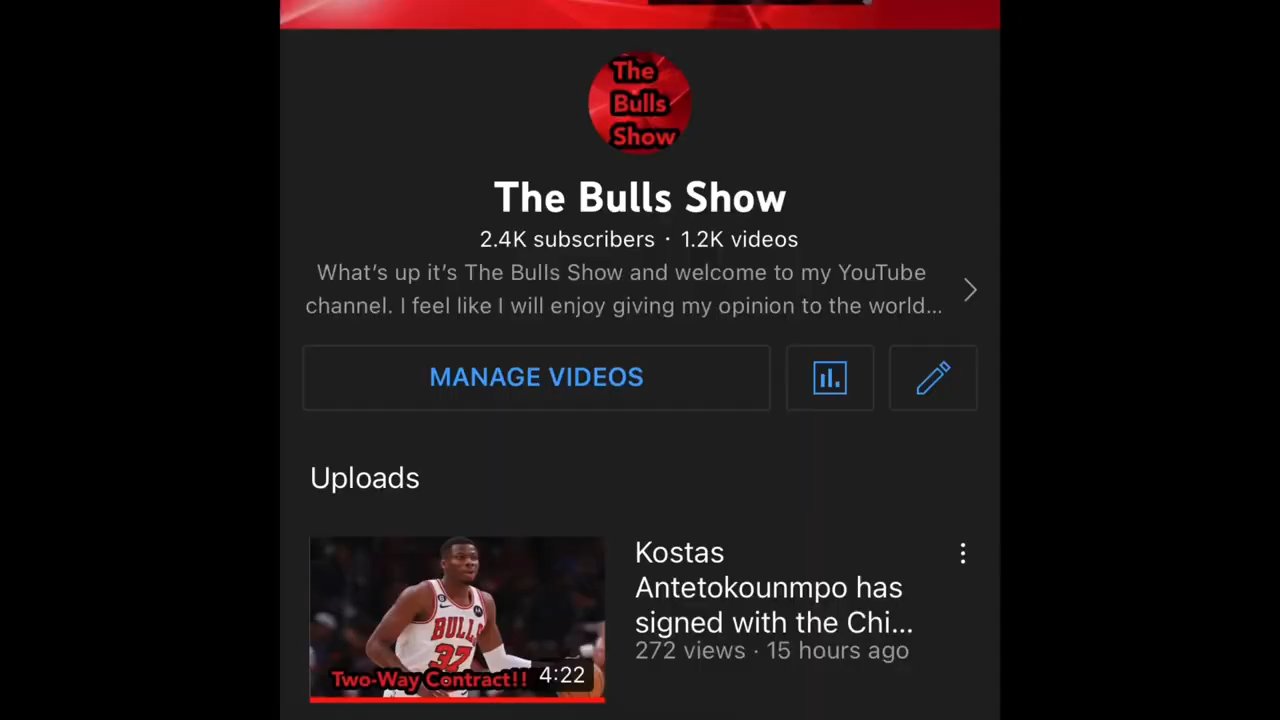 The
Bulls
Show
The Bulls Show
2.4K subscribers · 1.2K videos
What's up it's The Bulls Show and welcome to my YouTube
channel. I feel like I will enjoy giving my opinion to the world...
MANAGE VIDEOS
Uploads
BULLS
37
Two-Way Contract!!
4:22
Kostas
Antetokounmpo has
signed with the Chi...
272 views · 15 hours ago